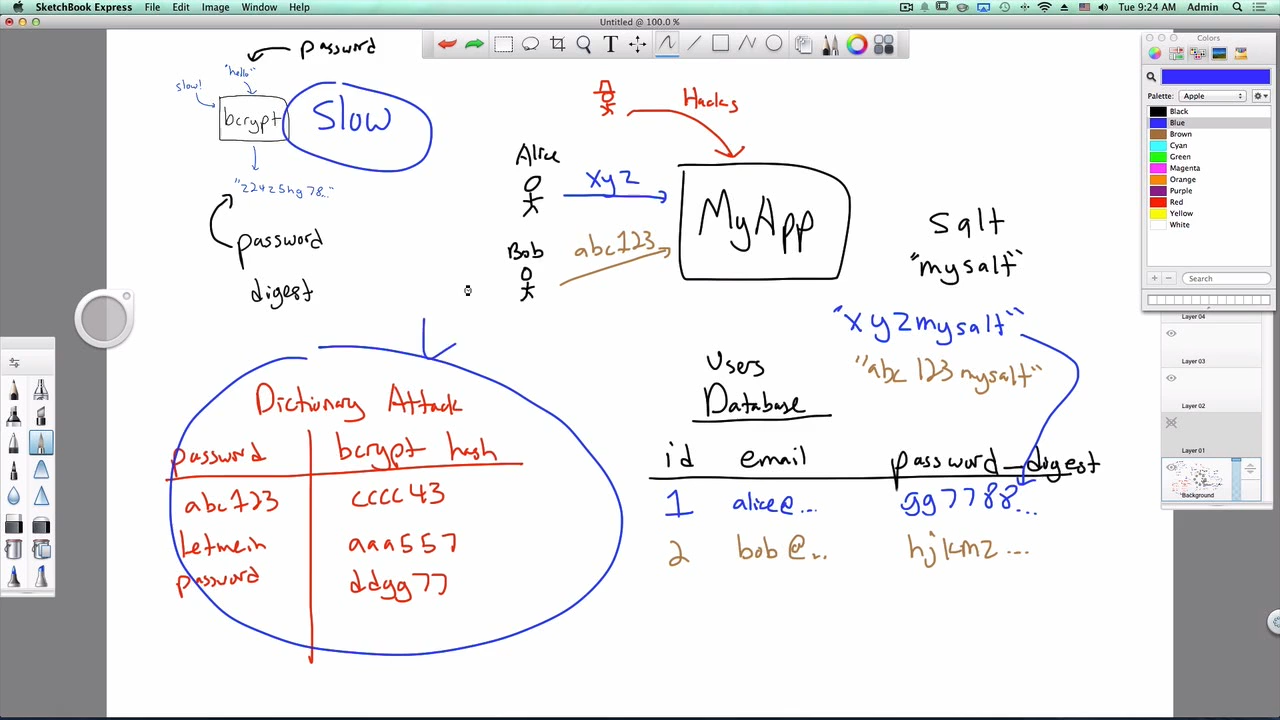 SketchBook Express File Edit Image Window Help
Tue 9:24 AM Admin
Untitled @ 100.0 %
password
"hello"
slow!
bcrypt
Slow
"22425hg78..."
password
digest
Hacks
Alice
xyz
Bob
abc123
MyApp
Salt
"mysalt"
"xyzmysalt"
"abc123mysalt"
Users
Database
id email password_digest
1 alice@... gg7788...
2 bob@... hjkmz...
Dictionary Attack
password bcrypt hash
abc123 cccc43
letmein aaa557
password ddgg77
Colors
Palette: Apple
Black
Blue
Brown
Cyan
Green
Magenta
Orange
Purple
Red
Yellow
White
Search
Layer 04
Layer 03
Layer 02
Layer 01
Background